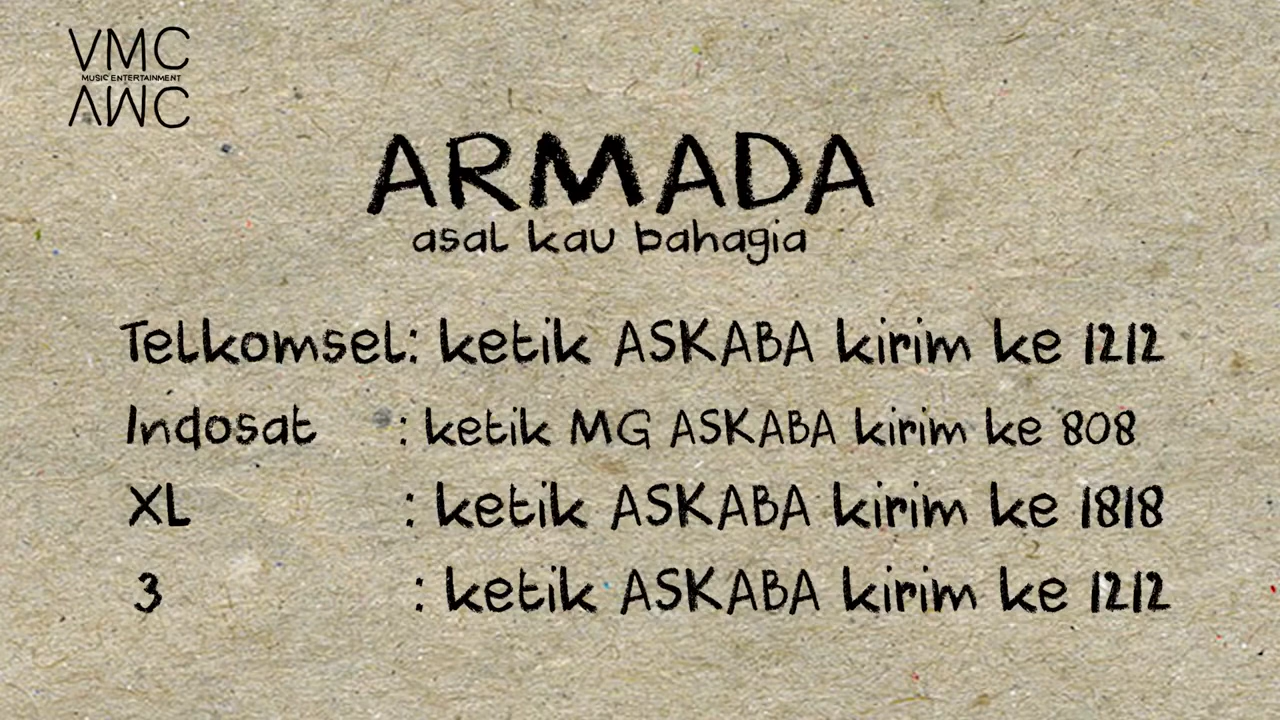 VMC
MUSIC ENTERTAINMENT
ARMADA
asal kau bahagia
Telkomsel: ketik ASKABA kirim ke 1212
Indosat : ketik MG ASKABA kirim ke 808
XL : ketik ASKABA kirim ke 1818
3 : ketik ASKABA kirim ke 1212